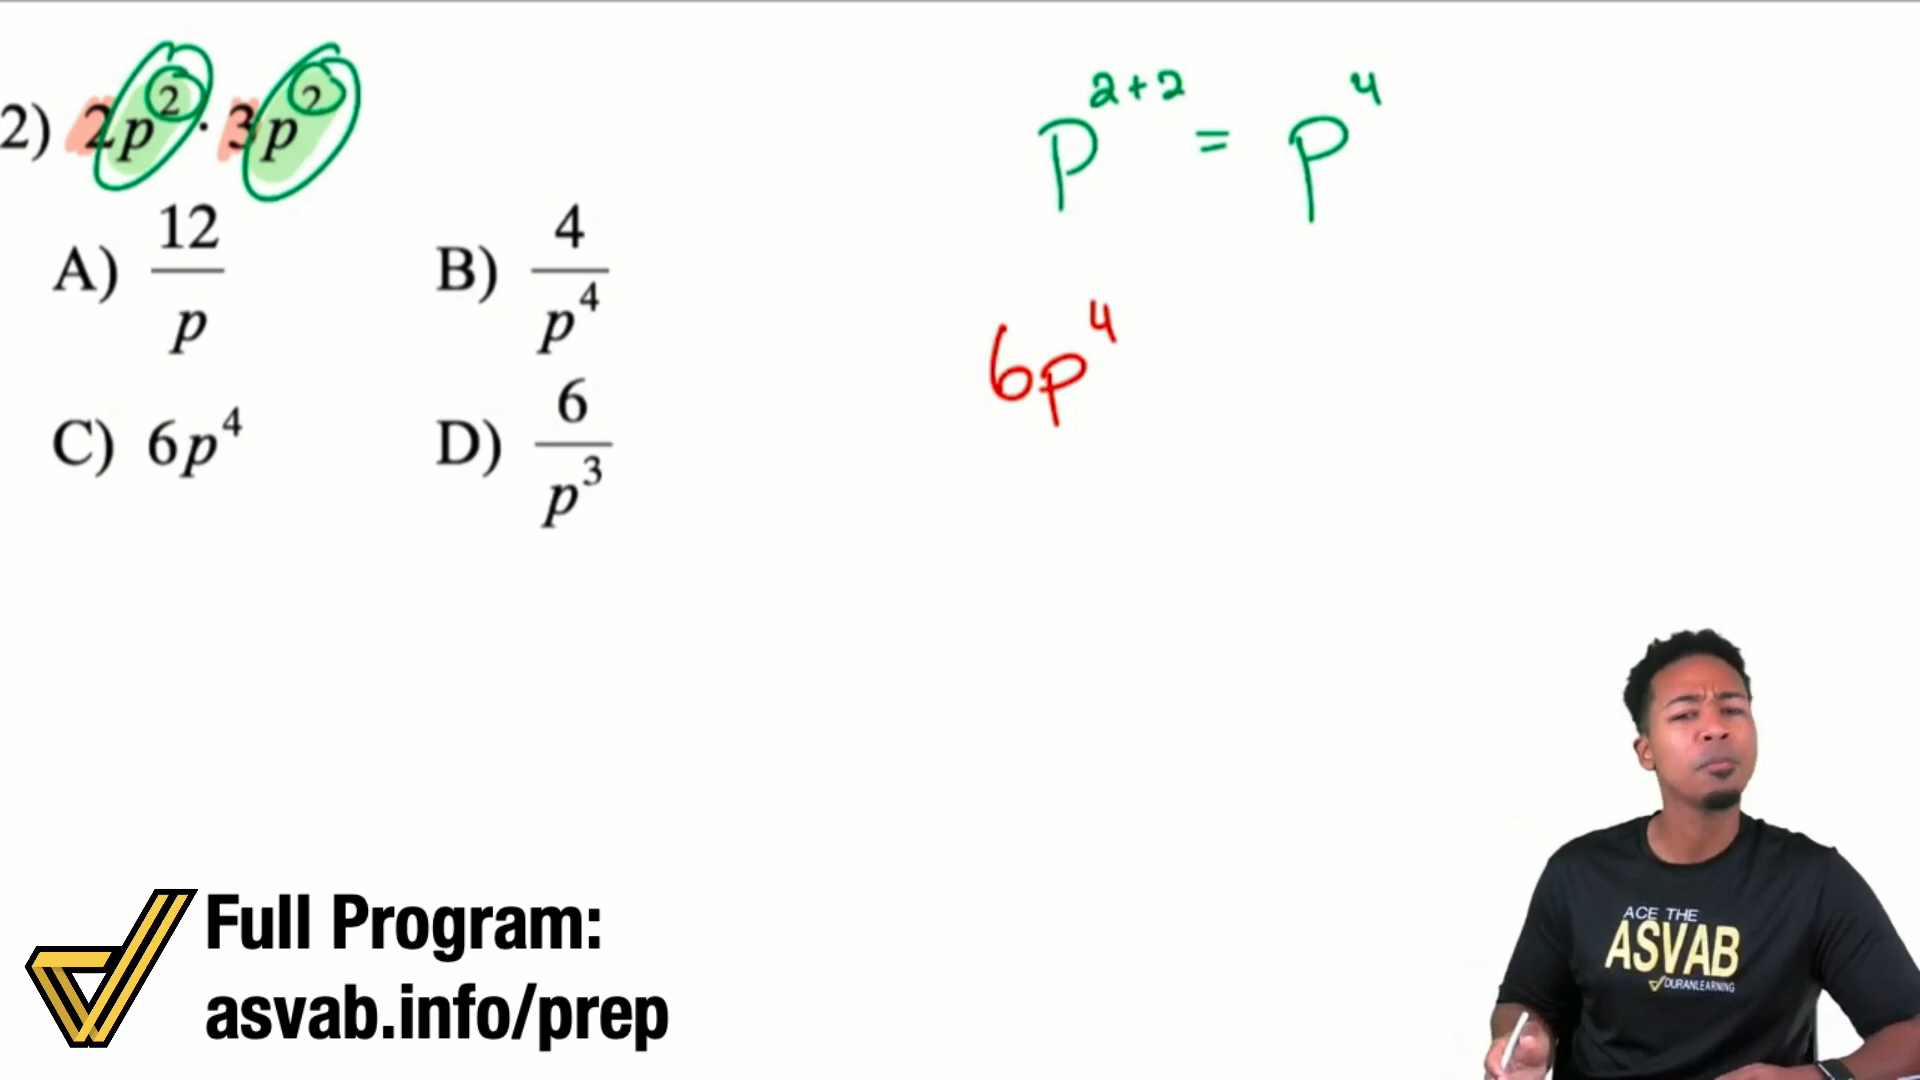 2) 2p² · 3p²
A) 12/p B) 4/p⁴
C) 6p⁴ D) 6/p³
p²⁺² = p⁴
6p⁴
Full Program:
asvab.info/prep
ACE THE
ASVAB
DURANLEARNING